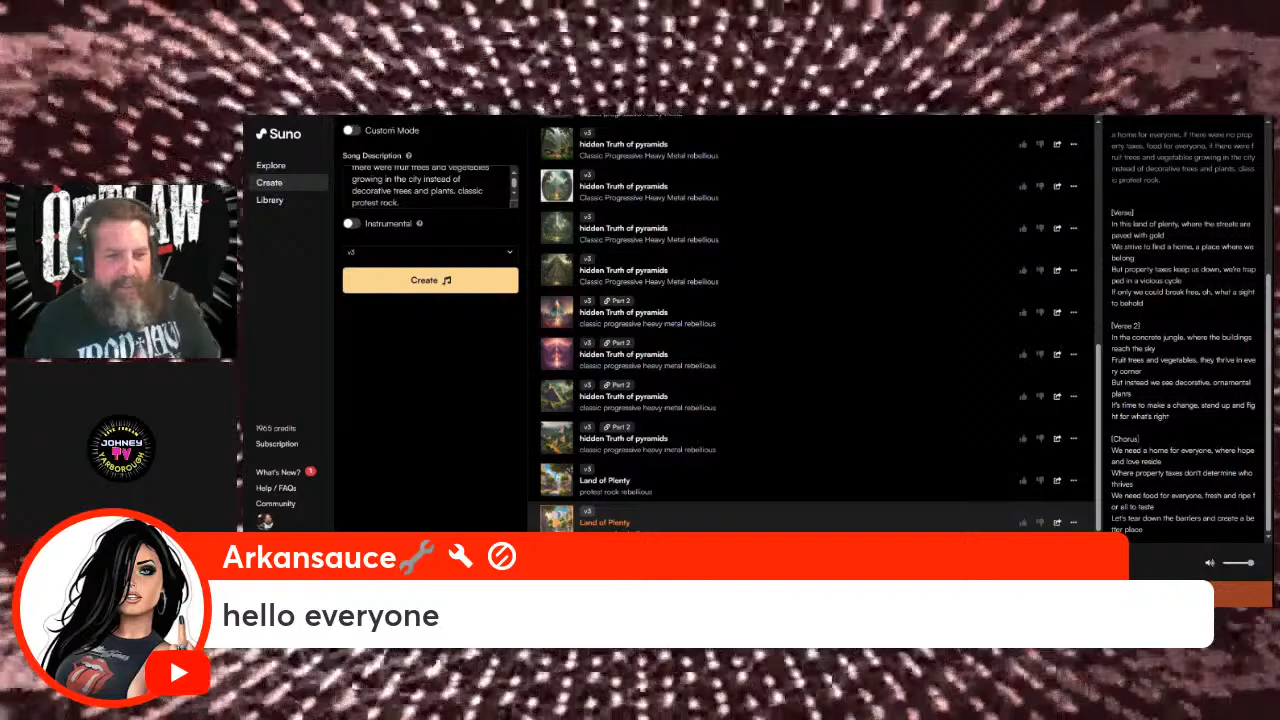 Suno
Explore
Create
Library
1965 credits
Subscription
What's New? 1
Help / FAQs
Community
Custom Mode
Song Description
there were fruit trees and vegetables
growing in the city instead of
decorative trees and plants. classic
protest rock.
Instrumental
v3
Create
v3
hidden Truth of pyramids
Classic Progressive Heavy Metal rebellious
v3
hidden Truth of pyramids
Classic Progressive Heavy Metal rebellious
v3
hidden Truth of pyramids
Classic Progressive Heavy Metal rebellious
v3
hidden Truth of pyramids
Classic Progressive Heavy Metal rebellious
v3 Part 2
hidden Truth of pyramids
classic progressive heavy metal rebellious
v3 Part 2
hidden Truth of pyramids
classic progressive heavy metal rebellious
v3 Part 2
hidden Truth of pyramids
classic progressive heavy metal rebellious
v3 Part 2
hidden Truth of pyramids
classic progressive heavy metal rebellious
v3
Land of Plenty
protest rock rebellious
v3
Land of Plenty
a home for everyone, if there were no prop
erty taxes. food for everyone, if there were f
ruit trees and vegetables growing in the city
instead of decorative trees and plants, class
ic protest rock.
[Verse]
In this land of plenty, where the streets are
paved with gold
We strive to find a home, a place where we
belong
But property taxes keep us down, we're trap
ped in a vicious cycle
If only we could break free, oh, what a sight
to behold
[Verse 2]
In the concrete jungle, where the buildings
reach the sky
Fruit trees and vegetables, they thrive in eve
ry corner
But instead we see decorative, ornamental
plants
It's time to make a change, stand up and fig
ht for what's right
[Chorus]
We need a home for everyone, where hope
and love reside
Where property taxes don't determine who
thrives
We need food for everyone, fresh and ripe f
or all to taste
Let's tear down the barriers and create a be
tter place
OUTLAW
LIVE STREAM
JOHNEY
TV
YARBOROUGH
Arkansauce
hello everyone